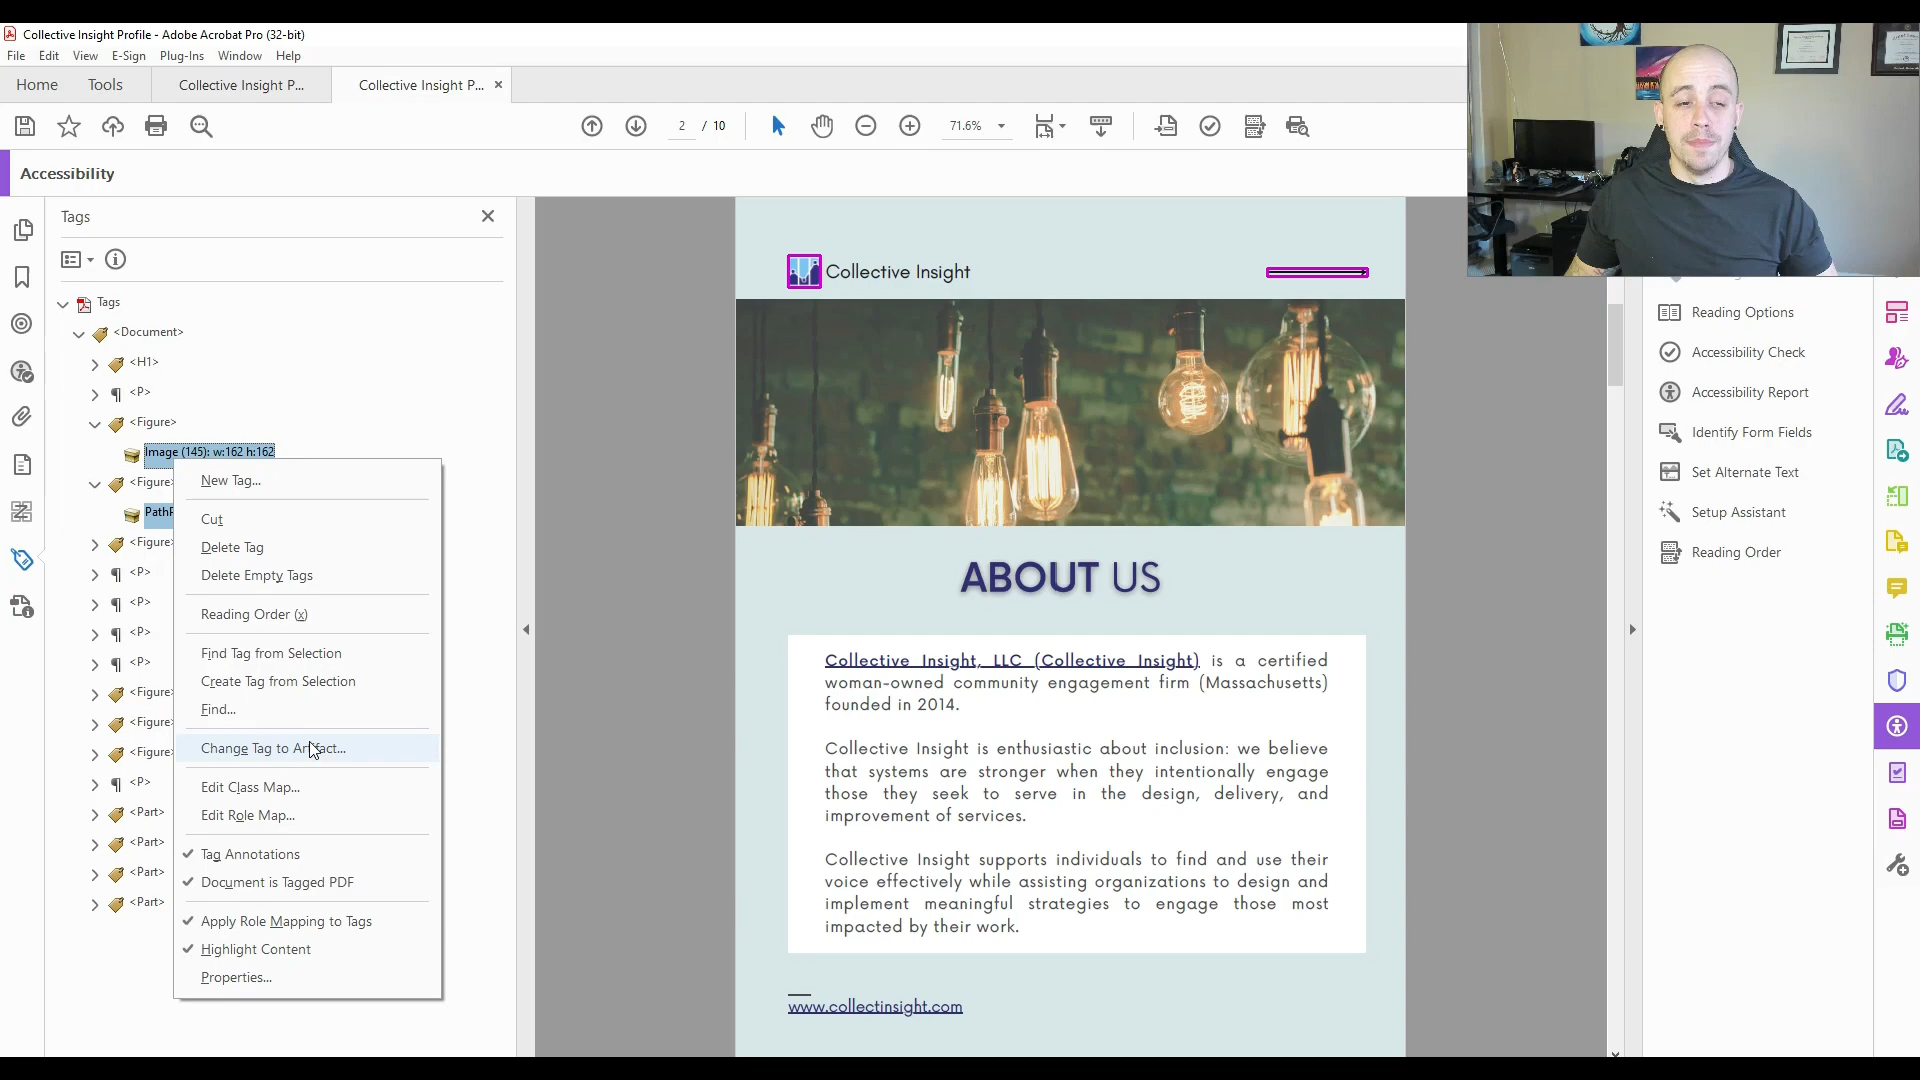 Collective Insight Profile - Adobe Acrobat Pro (32-bit)
File Edit View E-Sign Plug-Ins Window Help
Home Tools Collective Insight P... Collective Insight P...
2 / 10 71.6%
Accessibility
Tags
Tags
<Document>
<H1>
<P>
<Figure>
Image (145): w:162 h:162
<Figure>
<Figure>
<P>
<P>
<P>
<P>
<Figure>
<Figure>
<Figure>
<P>
<Part>
<Part>
<Part>
<Part>
New Tag...
Cut
Delete Tag
Delete Empty Tags
Reading Order (x)
Find Tag from Selection
Create Tag from Selection
Find...
Change Tag to Artifact...
Edit Class Map...
Edit Role Map...
Tag Annotations
Document is Tagged PDF
Apply Role Mapping to Tags
Highlight Content
Properties...
Collective Insight
ABOUT US
Collective Insight, LLC (Collective Insight) is a certified
woman-owned community engagement firm (Massachusetts)
founded in 2014.
Collective Insight is enthusiastic about inclusion: we believe
that systems are stronger when they intentionally engage
those they seek to serve in the design, delivery, and
improvement of services.
Collective Insight supports individuals to find and use their
voice effectively while assisting organizations to design and
implement meaningful strategies to engage those most
impacted by their work.
www.collectinsight.com
Reading Options
Accessibility Check
Accessibility Report
Identify Form Fields
Set Alternate Text
Setup Assistant
Reading Order